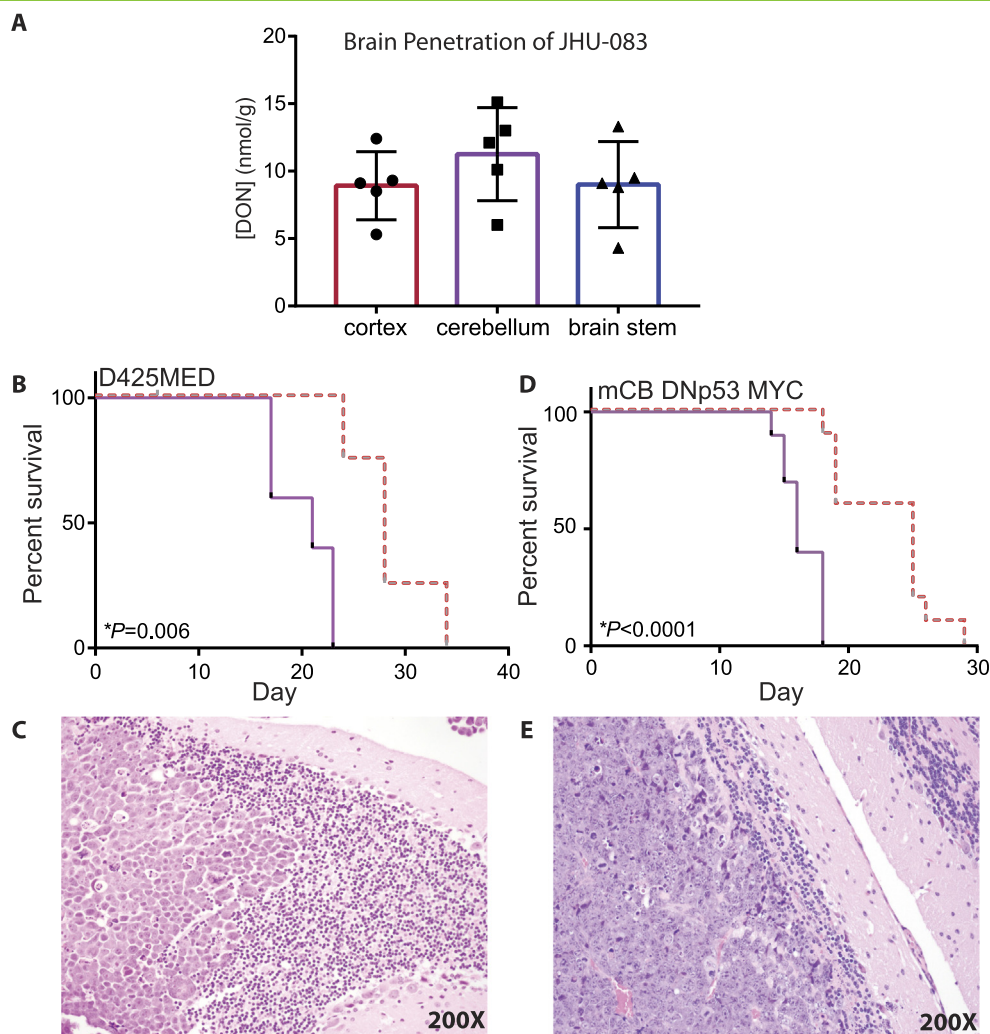 A
Brain Penetration of JHU-083
[DON] (nmol/g)
20
15
10
5
0
cortex cerebellum brain stem
B
D425MED
Percent survival
100
50
0
*P=0.006
0 10 20 30 40
Day
D
mCB DNp53 MYC
Percent survival
100
50
0
*P<0.0001
0 10 20 30
Day
C
200X
E
200X